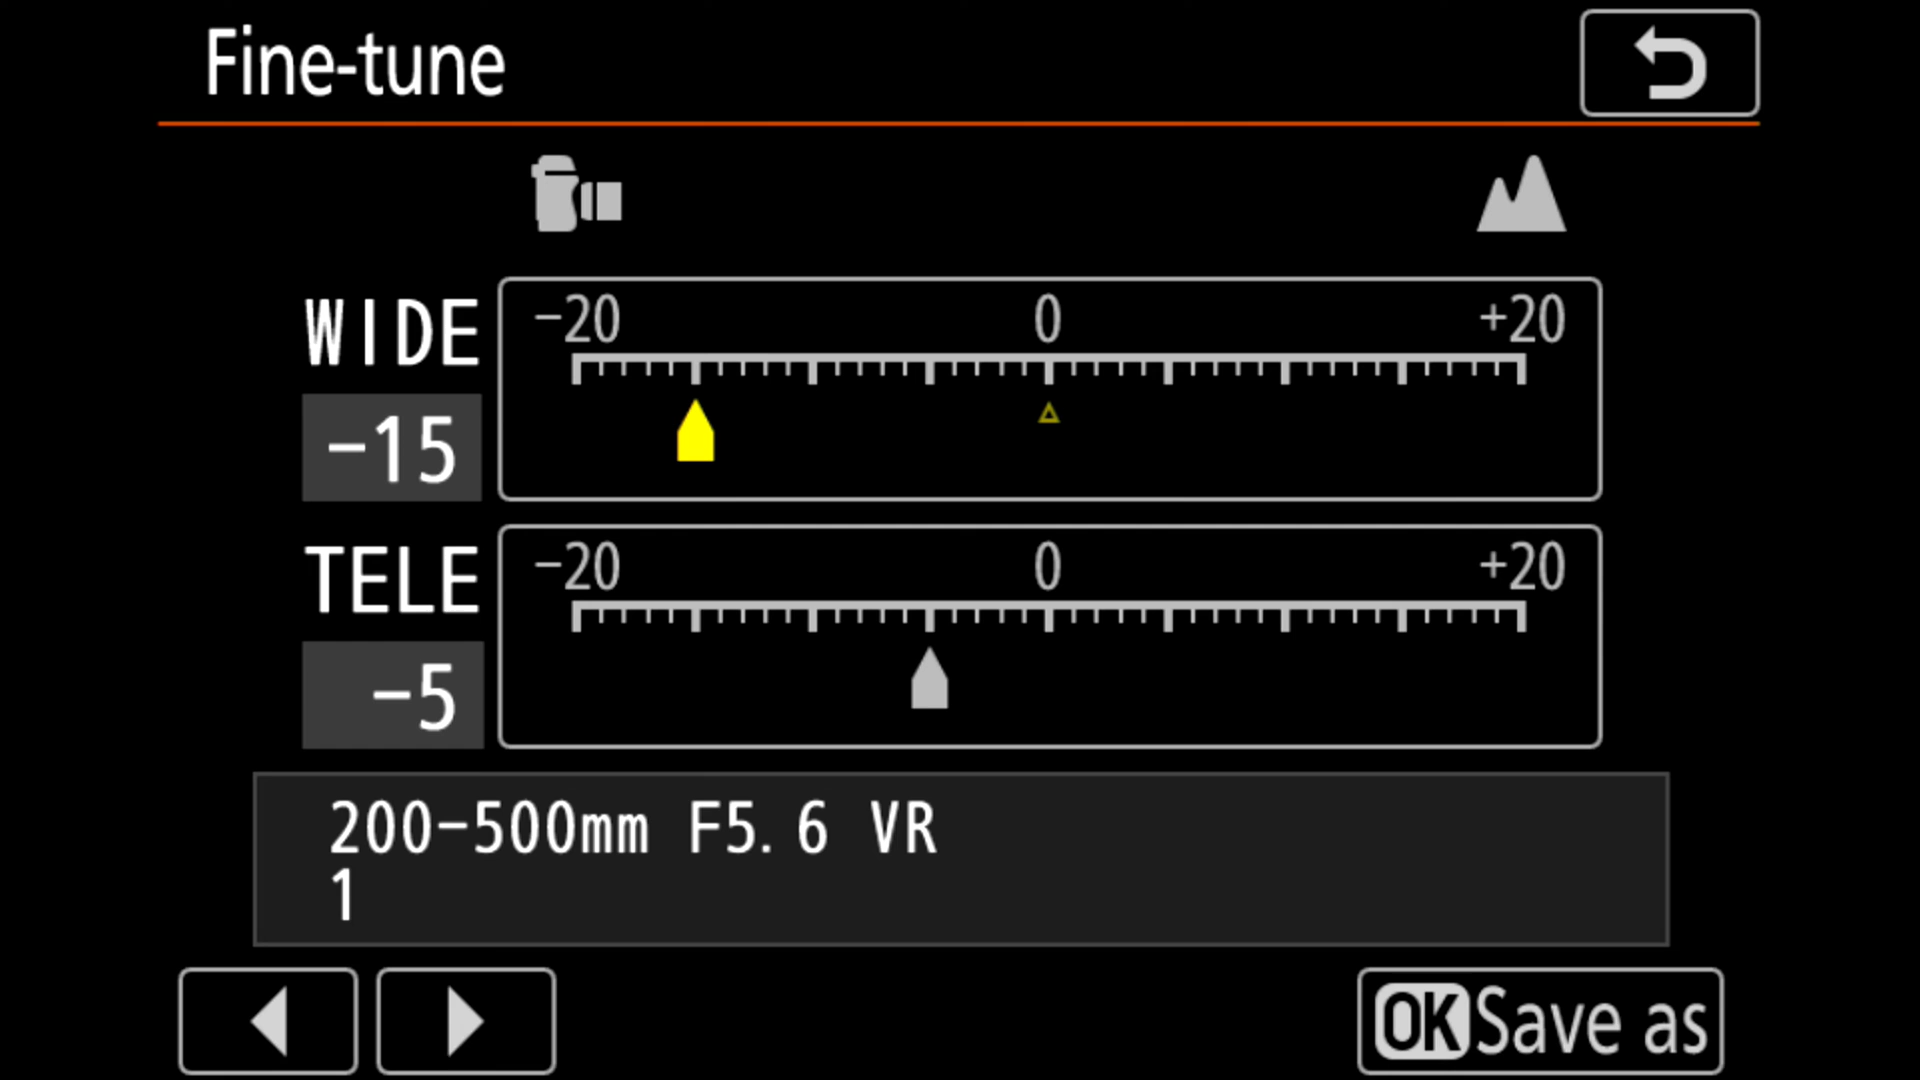 Fine-tune
WIDE
-20 0 +20
-15
TELE
-20 0 +20
-5
200-500mm F5.6 VR
1
OK Save as